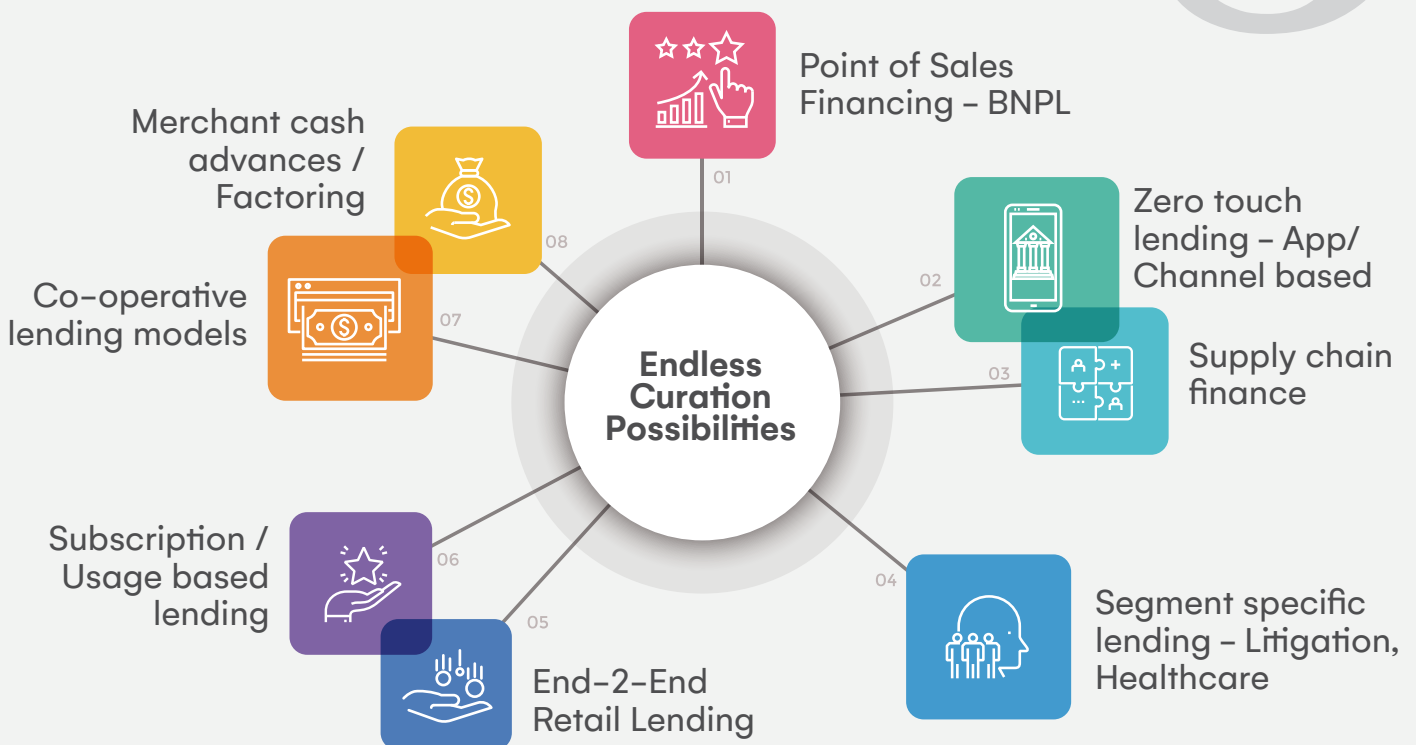 Point of Sales
Financing – BNPL
01
Zero touch
lending – App/
Channel based
02
Supply chain
finance
03
Segment specific
lending – Litigation,
Healthcare
04
End–2–End
Retail Lending
05
Subscription /
Usage based
lending
06
Co–operative
lending models
07
Merchant cash
advances /
Factoring
08
Endless
Curation
Possibilities